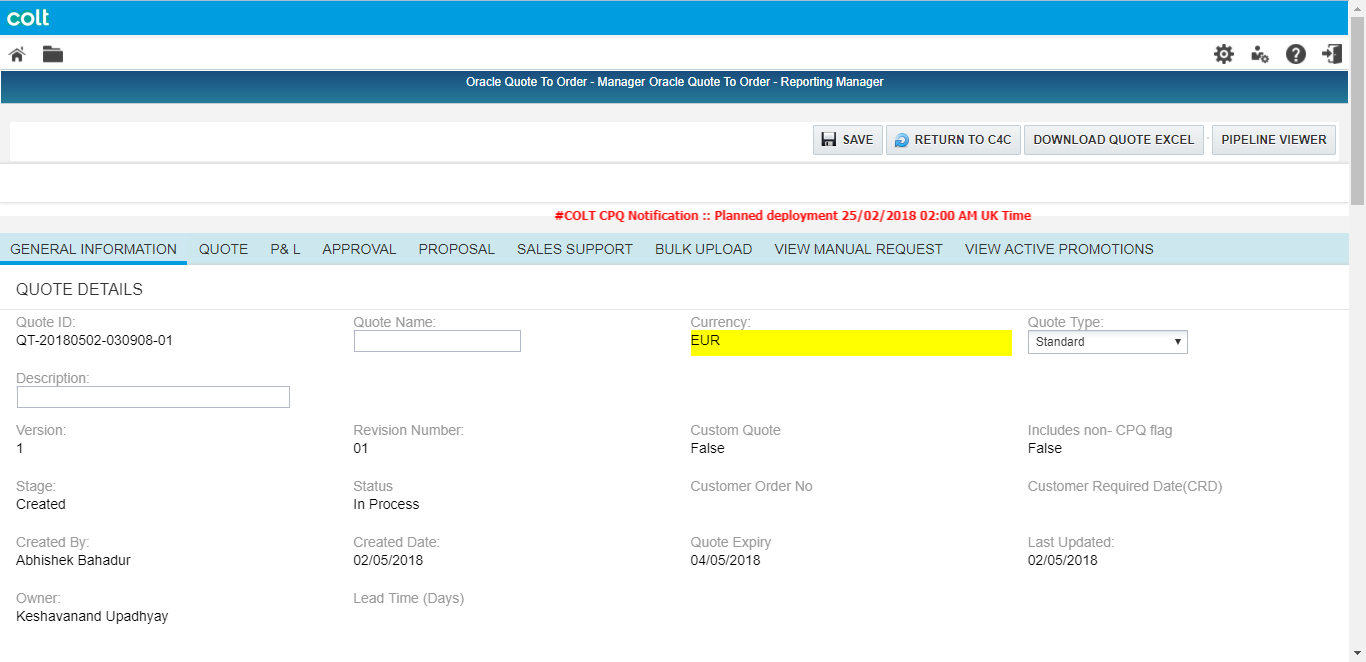 colt
Oracle Quote To Order - Manager Oracle Quote To Order - Reporting Manager
SAVE RETURN TO C4C DOWNLOAD QUOTE EXCEL PIPELINE VIEWER
#COLT CPQ Notification :: Planned deployment 25/02/2018 02:00 AM UK Time
GENERAL INFORMATION QUOTE P& L APPROVAL PROPOSAL SALES SUPPORT BULK UPLOAD VIEW MANUAL REQUEST VIEW ACTIVE PROMOTIONS
QUOTE DETAILS
Quote ID: Quote Name: Currency: Quote Type:
QT-20180502-030908-01 EUR Standard
Description:
Version: Revision Number: Custom Quote Includes non- CPQ flag
1 01 False False
Stage: Status Customer Order No Customer Required Date(CRD)
Created In Process
Created By: Created Date: Quote Expiry Last Updated:
Abhishek Bahadur 02/05/2018 04/05/2018 02/05/2018
Owner: Lead Time (Days)
Keshavanand Upadhyay